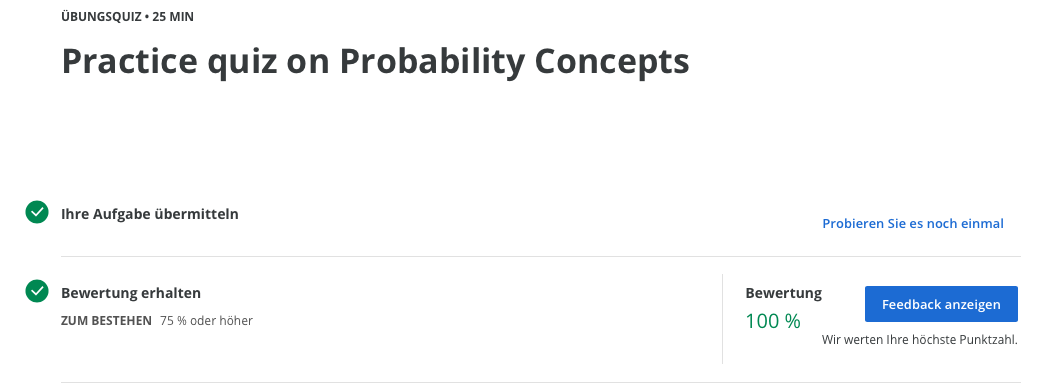 ÜBUNGSQUIZ • 25 MIN
Practice quiz on Probability Concepts
Ihre Aufgabe übermitteln
Probieren Sie es noch einmal
Bewertung erhalten
ZUM BESTEHEN 75 % oder höher
Bewertung
100 %
Feedback anzeigen
Wir werten Ihre höchste Punktzahl.